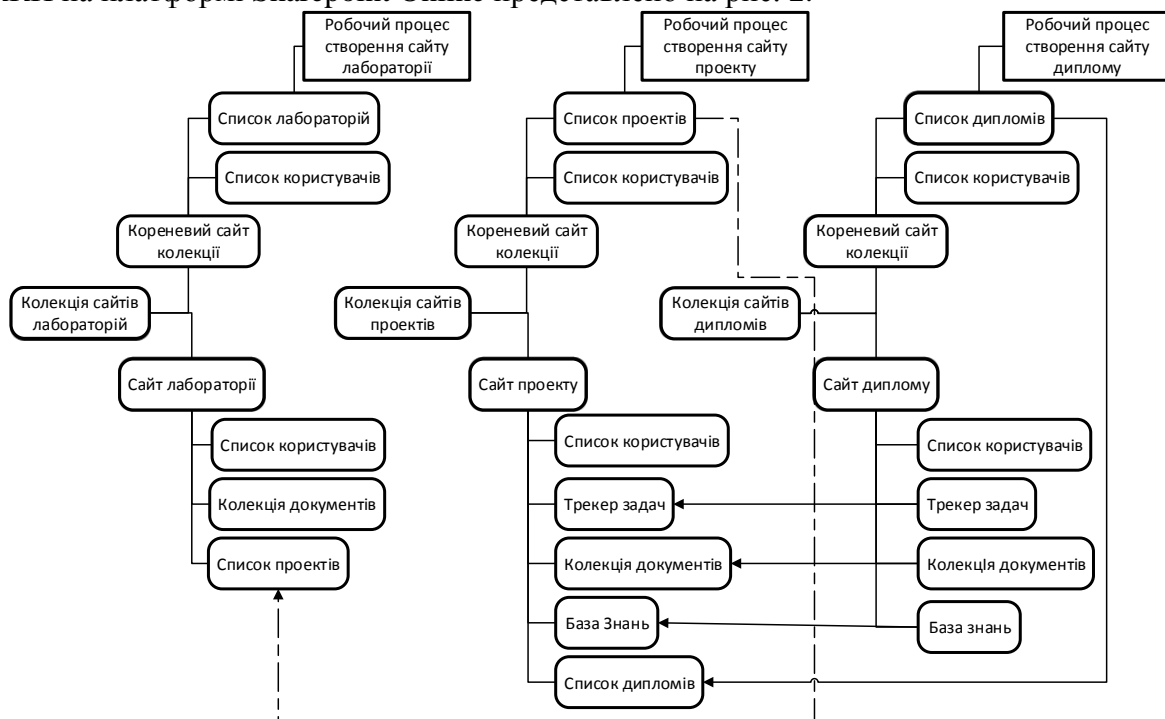 на платформі Sharepoint Online представлено на рис. 2.
Робочий процес
створення сайту
лабораторії
Робочий процес
створення сайту
проекту
Робочий процес
створення сайту
диплому
Список лабораторій
Список проектів
Список дипломів
Список користувачів
Список користувачів
Список користувачів
Кореневий сайт
колекції
Кореневий сайт
колекції
Кореневий сайт
колекції
Колекція сайтів
лабораторій
Колекція сайтів
проектів
Колекція сайтів
дипломів
Сайт лабораторії
Сайт проекту
Сайт диплому
Список користувачів
Список користувачів
Список користувачів
Колекція документів
Трекер задач
Трекер задач
Список проектів
Колекція документів
Колекція документів
База Знань
База знань
Список дипломів